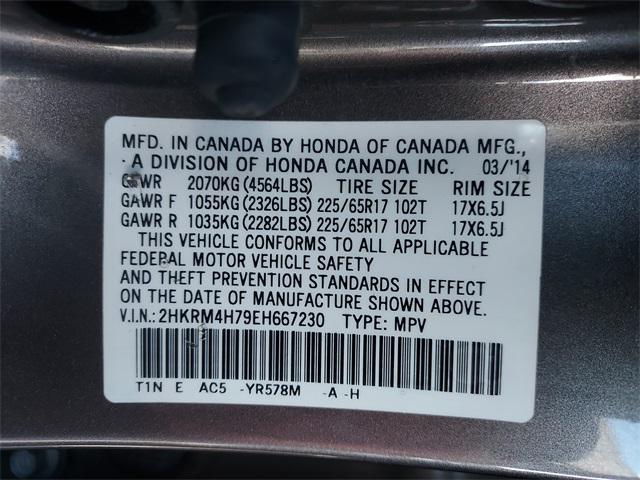 MFD. IN CANADA BY HONDA OF CANADA MFG.,
A DIVISION OF HONDA CANADA INC. 03/'14
GVWR 2070KG (4564LBS) TIRE SIZE RIM SIZE
GAWR F 1055KG (2326LBS) 225/65R17 102T 17X6.5J
GAWR R 1035KG (2282LBS) 225/65R17 102T 17X6.5J
THIS VEHICLE CONFORMS TO ALL APPLICABLE
FEDERAL MOTOR VEHICLE SAFETY
AND THEFT PREVENTION STANDARDS IN EFFECT
ON THE DATE OF MANUFACTURE SHOWN ABOVE.
V.I.N.: 2HKRM4H79EH667230 TYPE: MPV
T1N E AC5 -YR578M -A -H